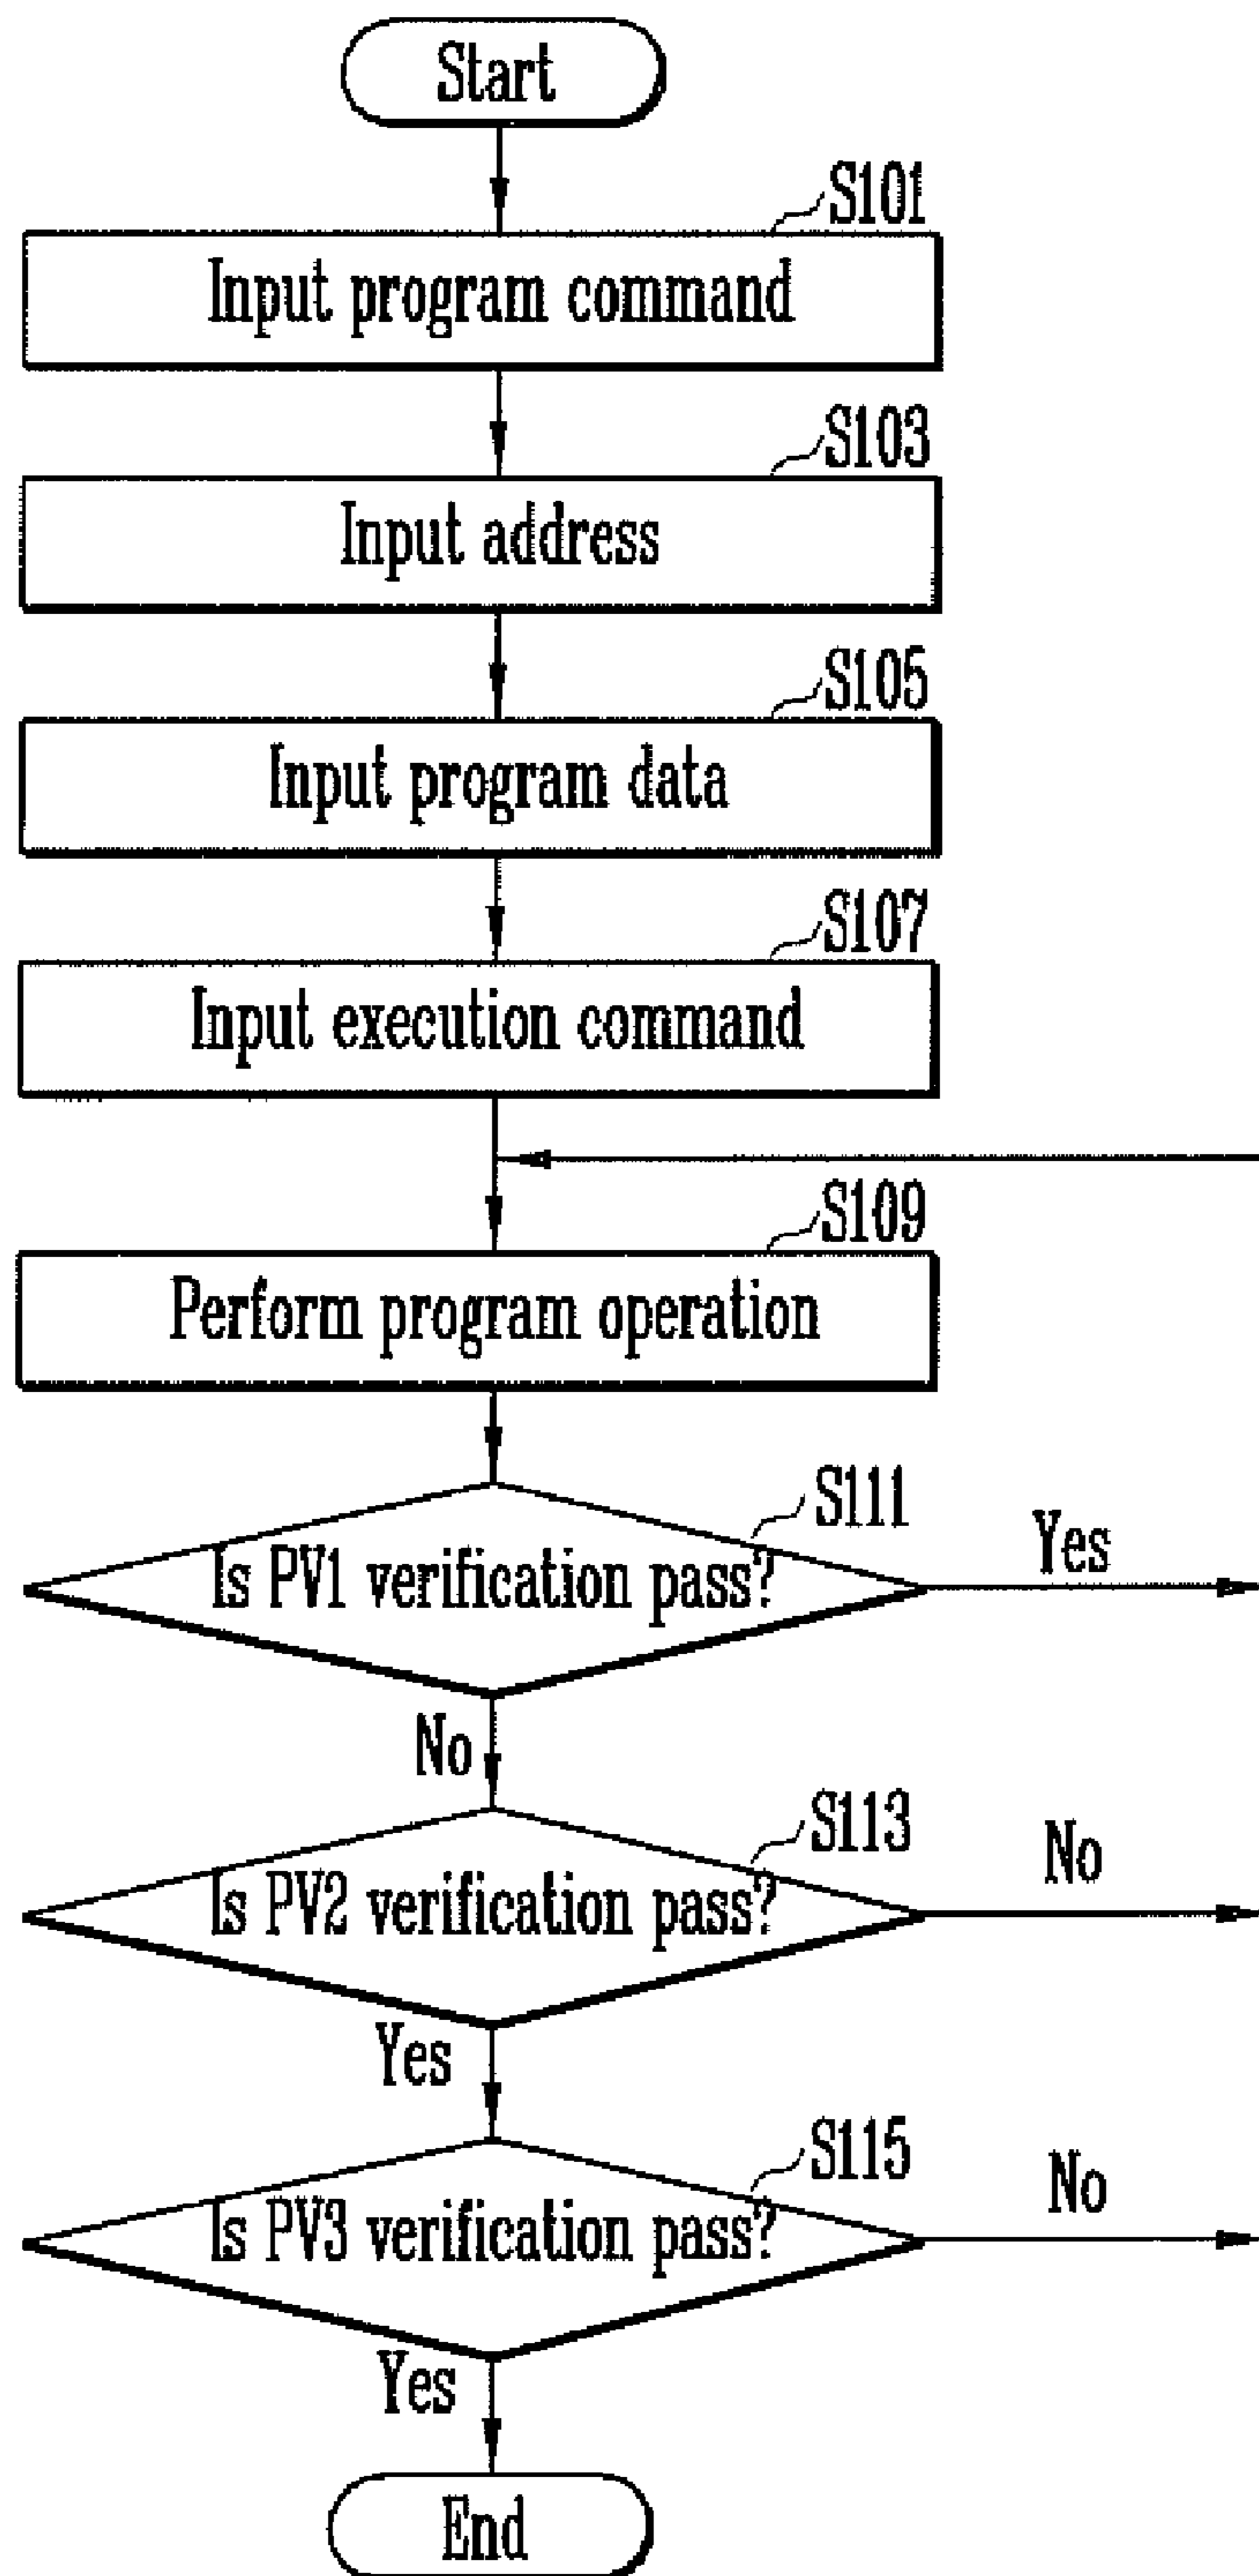 Start
S101
Input program command
S103
Input address
S105
Input program data
S107
Input execution command
S109
Perform program operation
S111
Is PV1 verification pass?
Yes
No
S113
Is PV2 verification pass?
No
Yes
S115
Is PV3 verification pass?
No
Yes
End